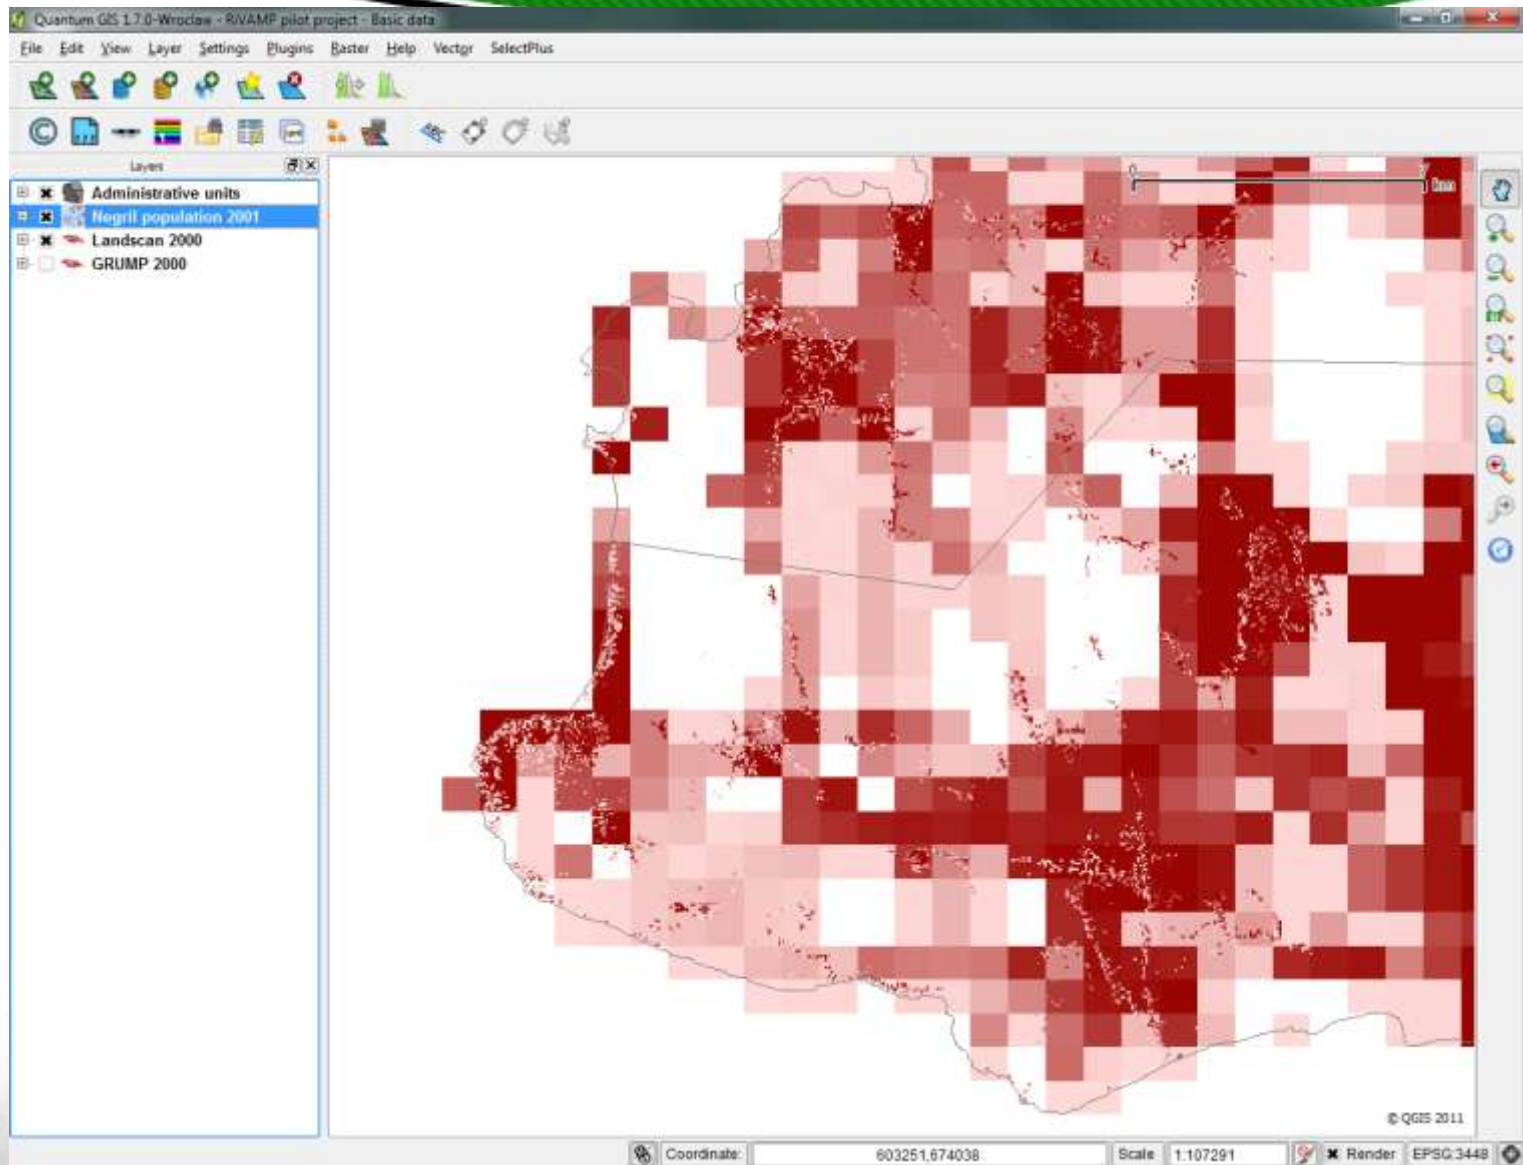 Quantum GIS 1.7.0-Wroclaw - RiVAMP pilot project - Basic data
File Edit View Layer Settings Plugins Raster Help Vector SelectPlus
Layers
Administrative units
Negril population 2001
Landscan 2000
GRUMP 2000
0
© QGIS 2011
Coordinate: 603251,674038 Scale 1:107291 Render EPSG:3448